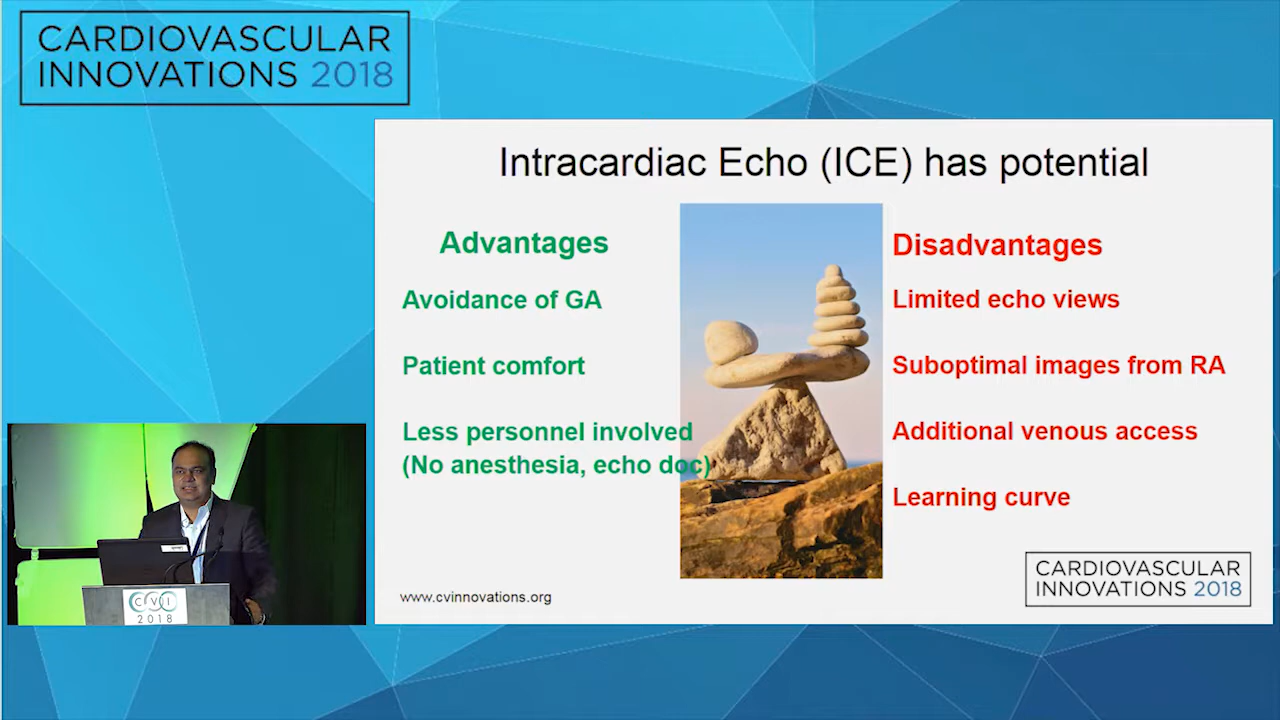 CARDIOVASCULAR
INNOVATIONS 2018
Intracardiac Echo (ICE) has potential
Advantages
Avoidance of GA
Patient comfort
Less personnel involved
(No anesthesia, echo doc)
Disadvantages
Limited echo views
Suboptimal images from RA
Additional venous access
Learning curve
www.cvinnovations.org
CARDIOVASCULAR
INNOVATIONS 2018
CVI
2018